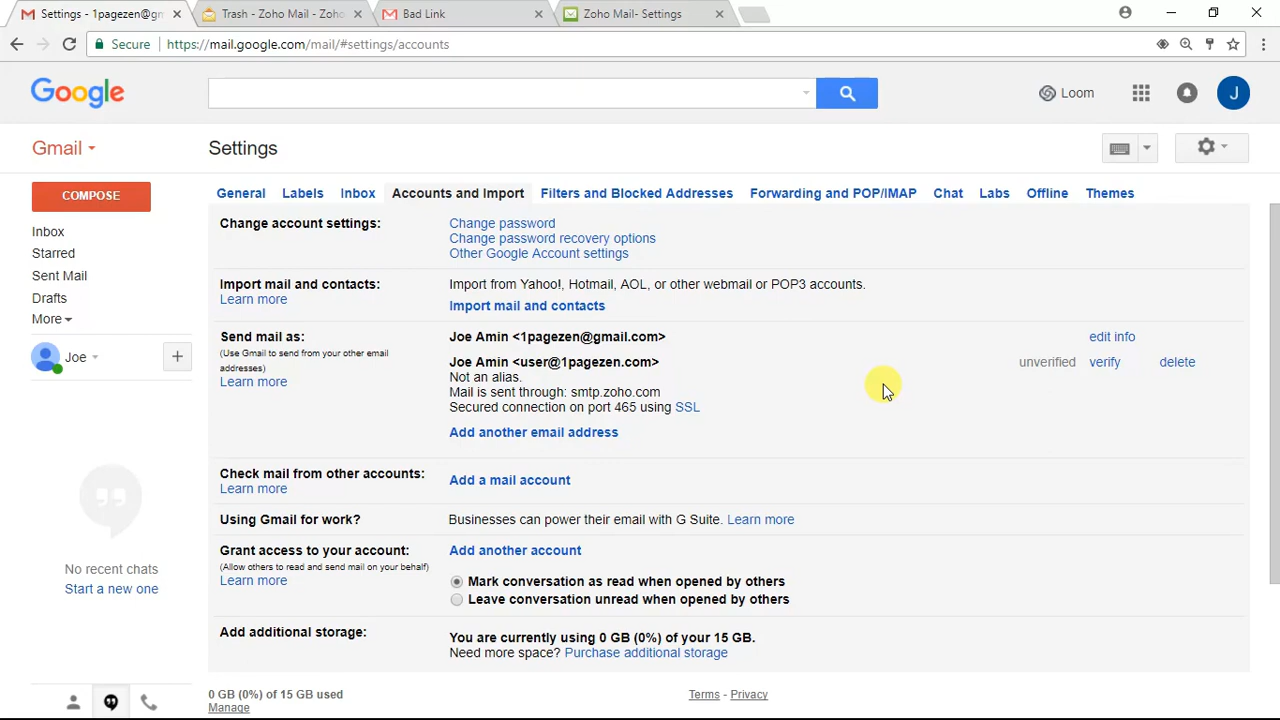 Settings - 1pagezen@gm
Trash - Zoho Mail - Zoho
Bad Link
Zoho Mail- Settings
Secure
https://mail.google.com/mail/#settings/accounts
Google
Loom
J
Gmail
Settings
COMPOSE
General
Labels
Inbox
Accounts and Import
Filters and Blocked Addresses
Forwarding and POP/IMAP
Chat
Labs
Offline
Themes
Inbox
Starred
Sent Mail
Drafts
More
Joe
No recent chats
Start a new one
Change account settings:
Change password
Change password recovery options
Other Google Account settings
Import mail and contacts:
Learn more
Import from Yahoo!, Hotmail, AOL, or other webmail or POP3 accounts.
Import mail and contacts
Send mail as:
(Use Gmail to send from your other email
addresses)
Learn more
Joe Amin <1pagezen@gmail.com>
edit info
Joe Amin <user@1pagezen.com>
unverified
verify
delete
Not an alias.
Mail is sent through: smtp.zoho.com
Secured connection on port 465 using SSL
Add another email address
Check mail from other accounts:
Learn more
Add a mail account
Using Gmail for work?
Businesses can power their email with G Suite. Learn more
Grant access to your account:
(Allow others to read and send mail on your behalf)
Learn more
Add another account
Mark conversation as read when opened by others
Leave conversation unread when opened by others
Add additional storage:
You are currently using 0 GB (0%) of your 15 GB.
Need more space? Purchase additional storage
0 GB (0%) of 15 GB used
Manage
Terms - Privacy